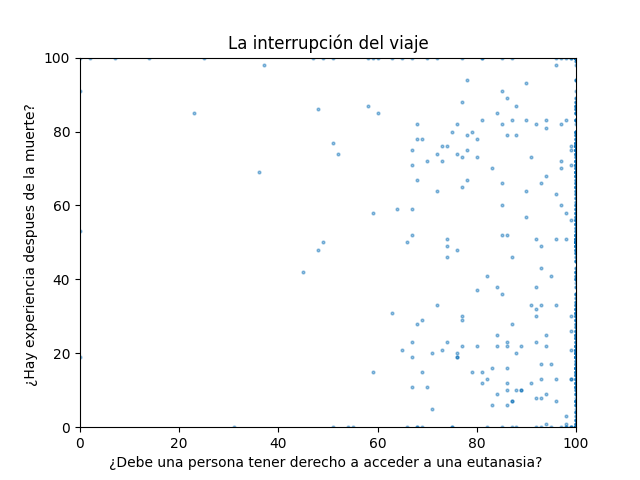 La interrupción del viaje
100
80
60
40
20
0
0 20 40 60 80 100
¿Hay experiencia despues de la muerte?
¿Debe una persona tener derecho a acceder a una eutanasia?